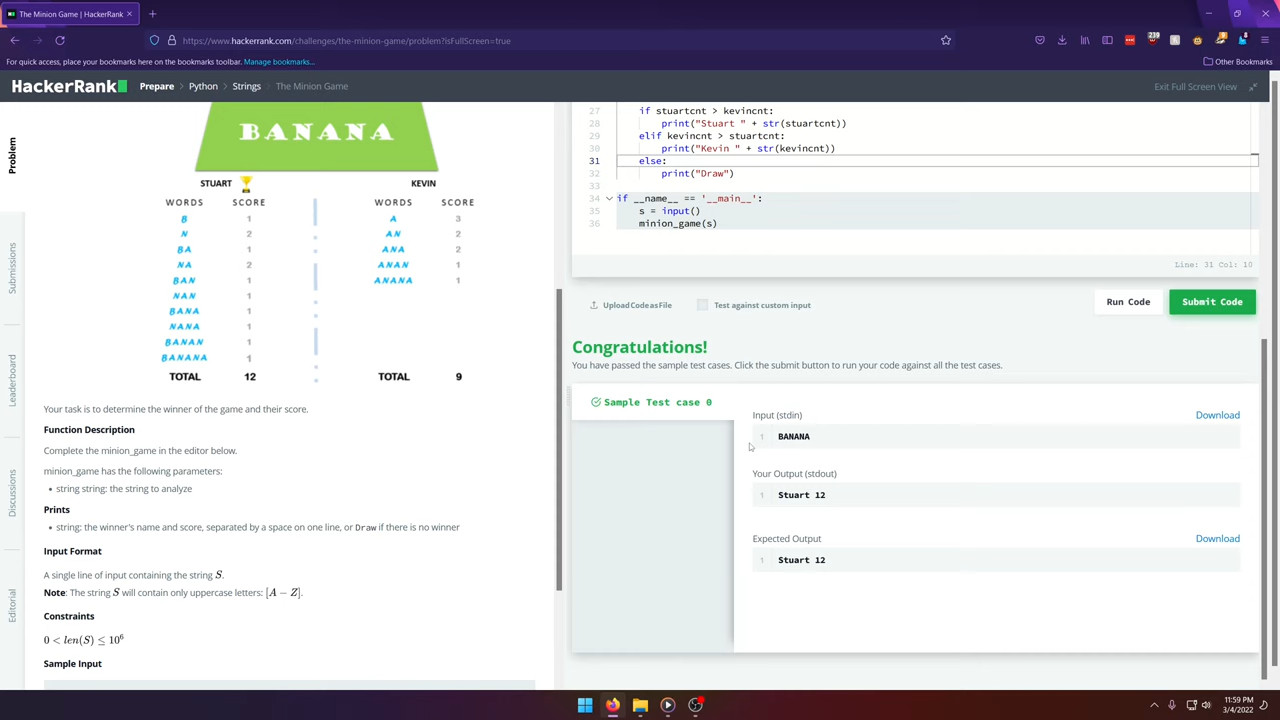 The Minion Game | HackerRank
https://www.hackerrank.com/challenges/the-minion-game/problem?isFullScreen=true
For quick access, place your bookmarks here on the bookmarks toolbar. Manage bookmarks...
Other Bookmarks
HackerRank
Prepare
Python
Strings
The Minion Game
Exit Full Screen View
Problem
Submissions
Leaderboard
Discussions
Editorial
BANANA
STUART KEVIN
WORDS SCORE WORDS SCORE
B 1 A 3
N 2 AN 2
BA 1 ANA 2
NA 2 ANAN 1
BAN 1 ANANA 1
NAN 1
BANA 1
NANA 1
BANAN 1
BANANA 1
TOTAL 12 TOTAL 9
Your task is to determine the winner of the game and their score.
Function Description
Complete the minion_game in the editor below.
minion_game has the following parameters:
• string string: the string to analyze
Prints
• string: the winner's name and score, separated by a space on one line, or Draw if there is no winner
Input Format
A single line of input containing the string S.
Note: The string S will contain only uppercase letters: [A − Z].
Constraints
0 < len(S) ≤ 10⁶
Sample Input
27 if stuartcnt > kevincnt:
28 print("Stuart " + str(stuartcnt))
29 elif kevincnt > stuartcnt:
30 print("Kevin " + str(kevincnt))
31 else:
32 print("Draw")
33
34 if __name__ == '__main__':
35 s = input()
36 minion_game(s)
Line: 31 Col: 10
Upload Code as File
Test against custom input
Run Code
Submit Code
Congratulations!
You have passed the sample test cases. Click the submit button to run your code against all the test cases.
Sample Test case 0
Input (stdin)
Download
1 BANANA
Your Output (stdout)
1 Stuart 12
Expected Output
Download
1 Stuart 12
11:59 PM
3/4/2022